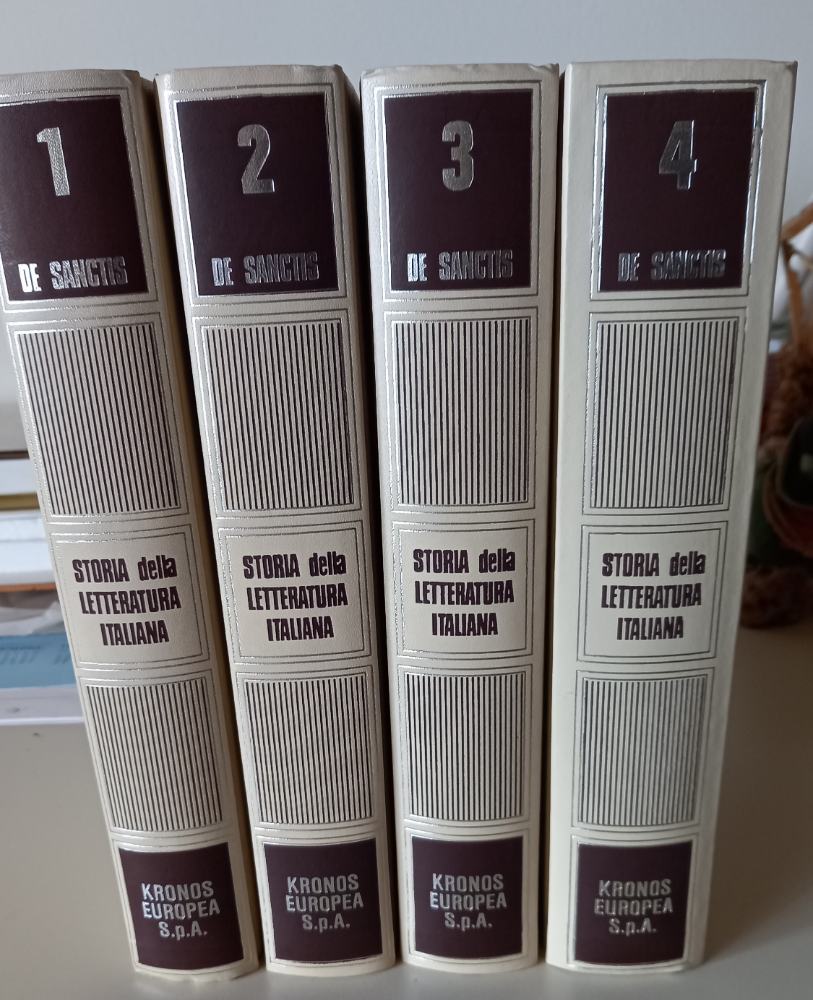 1
DE SANCTIS
STORIA della
LETTERATURA
ITALIANA
KRONOS
EUROPEA
S.p.A.
2
DE SANCTIS
STORIA della
LETTERATURA
ITALIANA
KRONOS
EUROPEA
S.p.A.
3
DE SANCTIS
STORIA della
LETTERATURA
ITALIANA
KRONOS
EUROPEA
S.p.A.
4
DE SANCTIS
STORIA della
LETTERATURA
ITALIANA
KRONOS
EUROPEA
S.p.A.